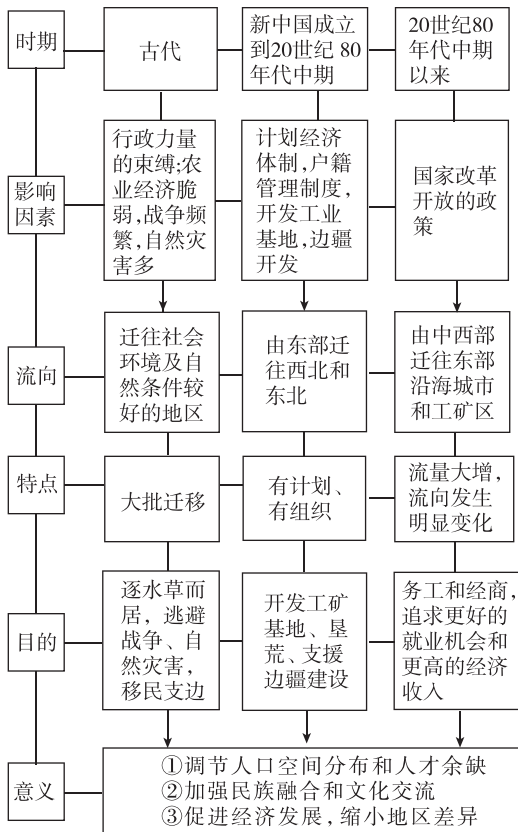 时期
古代
新中国成立
到20世纪 80
年代中期
20世纪80
年代中期
以来
影响
因素
行政力量
的束缚;农
业经济脆
弱,战争频
繁,自然灾
害多
计划经济
体制,户籍
管理制度,
开发工业
基地,边疆
开发
国家改革
开放的政
策
流向
迁往社会
环境及自
然条件较
好的地区
由东部迁
往西北和
东北
由中西部
迁往东部
沿海城市
和工矿区
特点
大批迁移
有计划、
有组织
流量大增,
流向发生
明显变化
目的
逐水草而
居，逃避
战争、自
然灾害,
移民支边
开发工矿
基地、垦
荒、支援
边疆建设
务工和经商,
追求更好的
就业机会和
更高的经济
收入
意义
①调节人口空间分布和人才余缺
②加强民族融合和文化交流
③促进经济发展,缩小地区差异